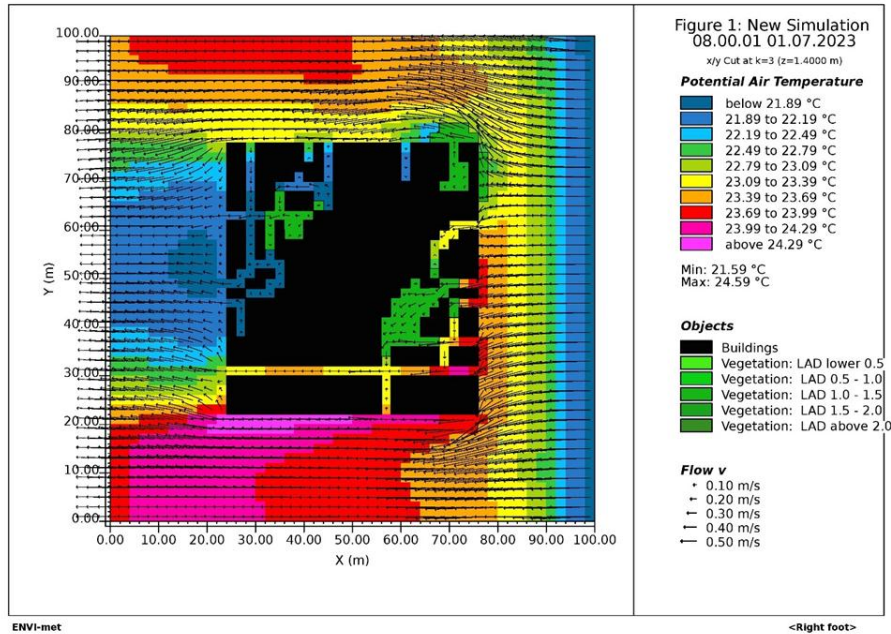 Figure 1: New Simulation
08.00.01 01.07.2023
x/y Cut at k=3 (z=1.4000 m)
Potential Air Temperature
below 21.89 °C
21.89 to 22.19 °C
22.19 to 22.49 °C
22.49 to 22.79 °C
22.79 to 23.09 °C
23.09 to 23.39 °C
23.39 to 23.69 °C
23.69 to 23.99 °C
23.99 to 24.29 °C
above 24.29 °C
Min: 21.59 °C
Max: 24.59 °C
Objects
Buildings
Vegetation: LAD lower 0.5
Vegetation: LAD 0.5 - 1.0
Vegetation: LAD 1.0 - 1.5
Vegetation: LAD 1.5 - 2.0
Vegetation: LAD above 2.0
Flow v
0.10 m/s
0.20 m/s
0.30 m/s
0.40 m/s
0.50 m/s
100.00
90.00
80.00
70.00
60.00
50.00
40.00
30.00
20.00
10.00
0.00
Y (m)
0.00 10.00 20.00 30.00 40.00 50.00 60.00 70.00 80.00 90.00 100.00
X (m)
ENVI-met
<Right foot>